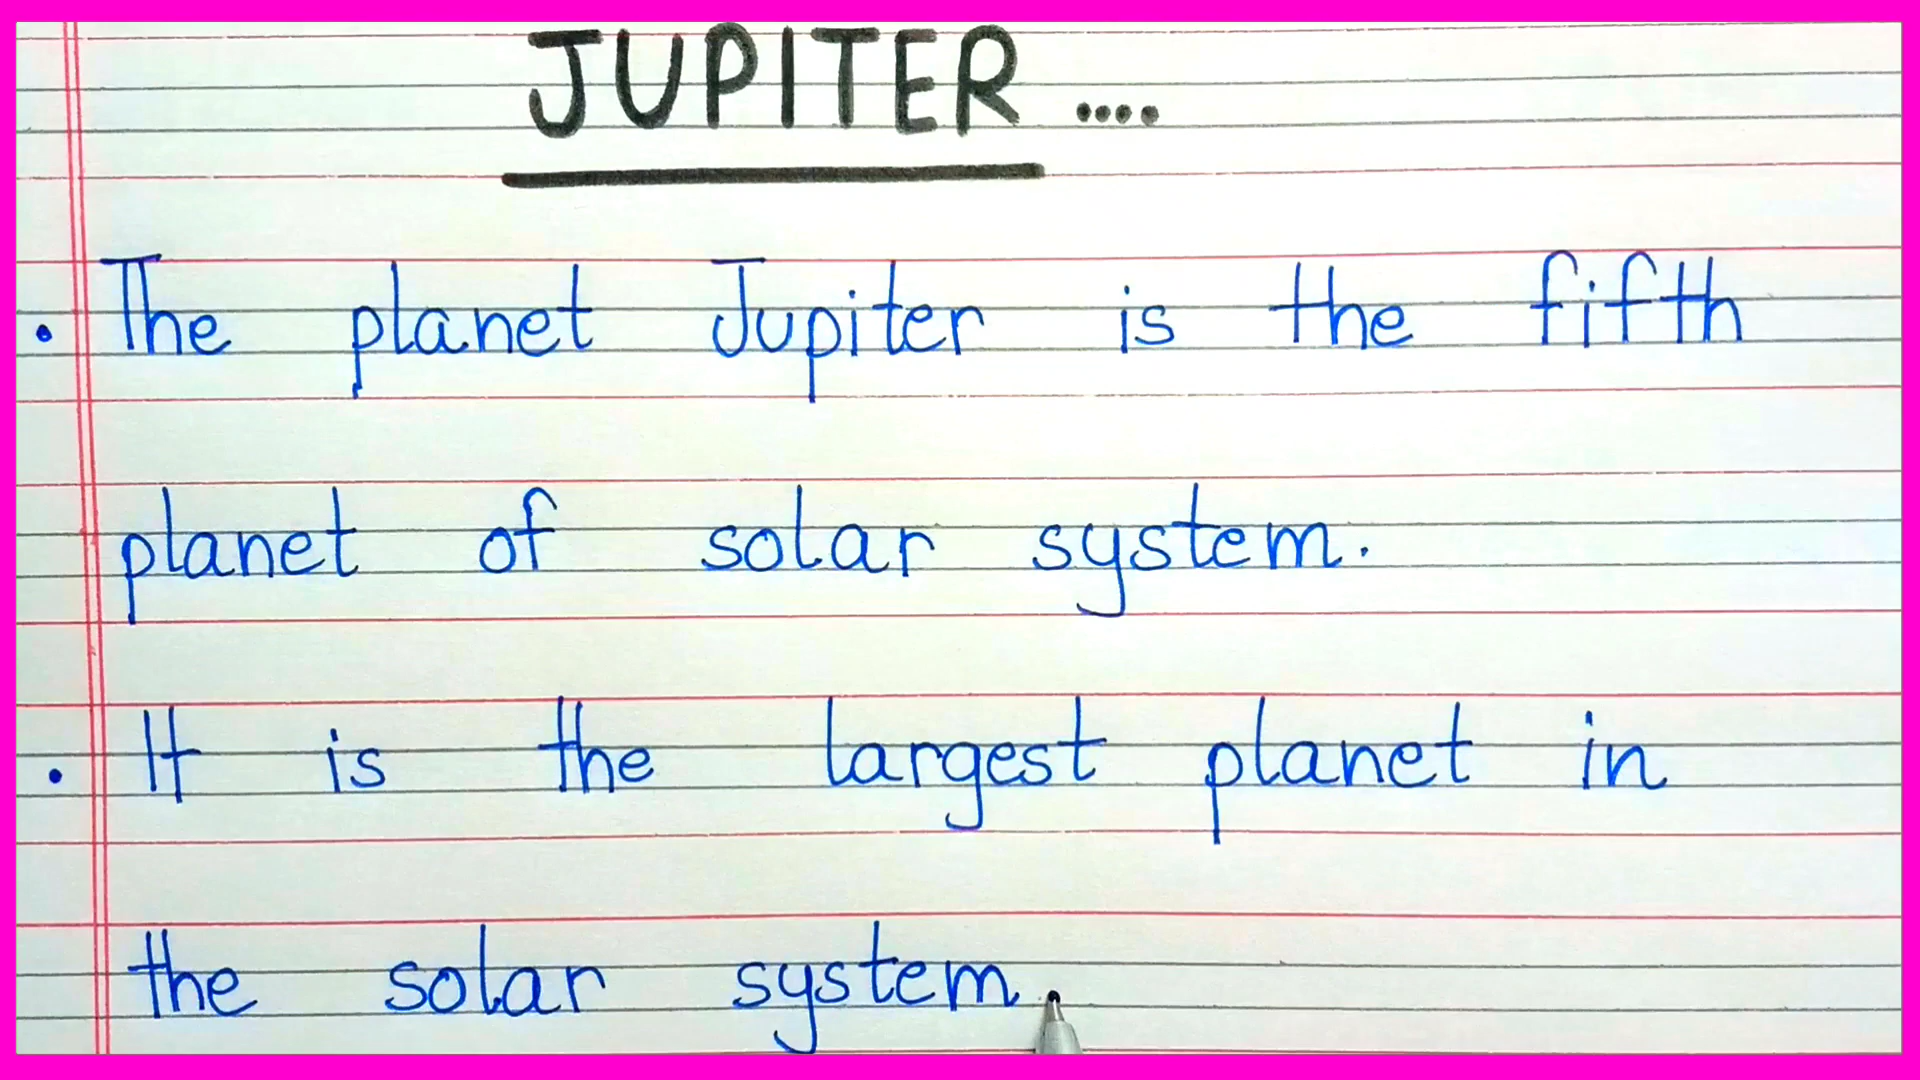 JUPITER ....
• The planet Jupiter is the fifth
planet of solar system.
• It is the largest planet in
the solar system.